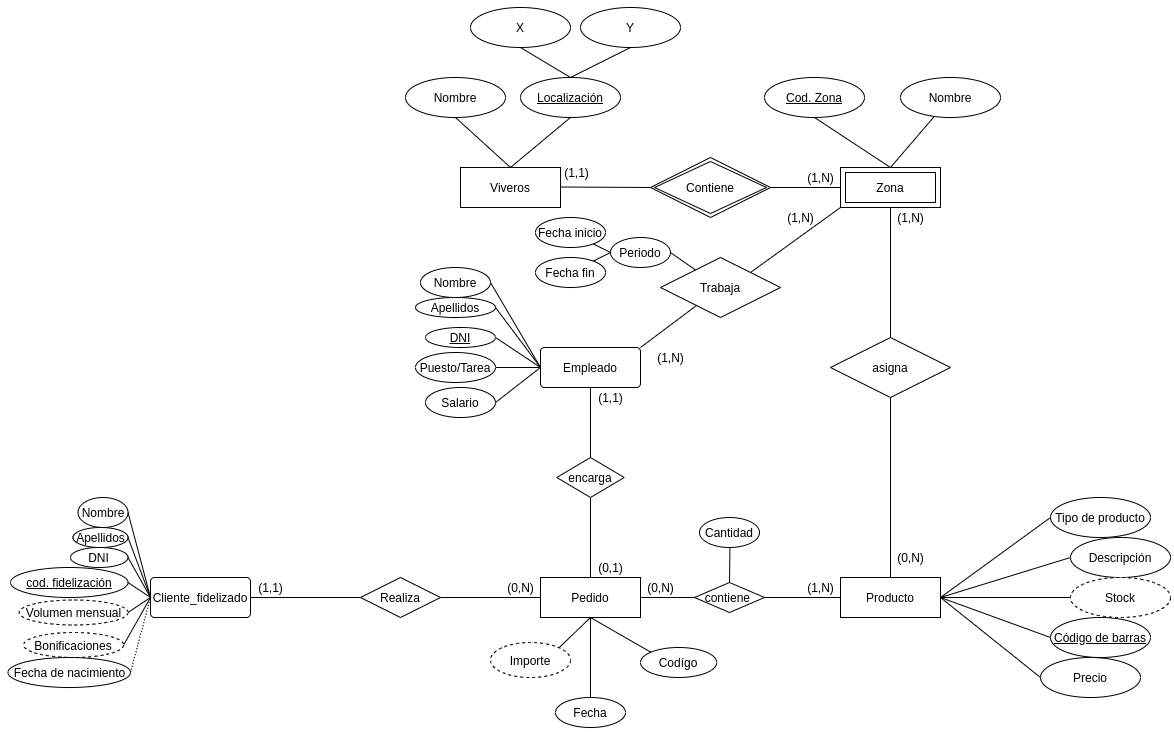 X
Y
Nombre
Localización
Cod. Zona
Nombre
Viveros
(1,1)
Contiene
(1,N)
Zona
(1,N)
(1,N)
Fecha inicio
Periodo
Fecha fin
Trabaja
Nombre
Apellidos
DNI
Puesto/Tarea
Salario
Empleado
(1,N)
(1,1)
asigna
encarga
Nombre
Apellidos
DNI
cod. fidelización
Volumen mensual
Bonificaciones
Fecha de nacimiento
Cliente_fidelizado
(1,1)
Realiza
(0,N)
(0,1)
Pedido
(0,N)
Cantidad
contiene
(1,N)
(0,N)
Producto
Tipo de producto
Descripción
Stock
Código de barras
Precio
Importe
Codígo
Fecha